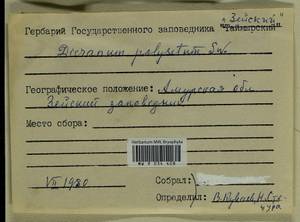 "Зейский"
Гербарий Государственного заповедника "Таймырский"
Dicranum polysetum Sw.
Географическое положение: Амурская обл.
Зейский заповедник
Место сбора:
Herbarium MW, Bryophyta
VII 1980
Собрал:
Определил: